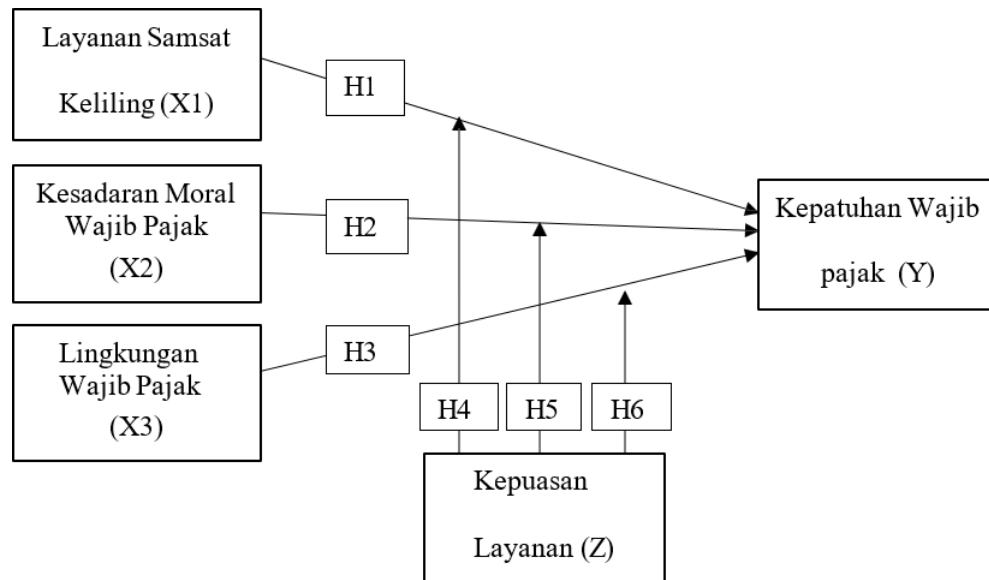 Layanan Samsat
Keliling (X1)
H1
Kesadaran Moral
Wajib Pajak
(X2)
H2
Kepatuhan Wajib
pajak (Y)
Lingkungan
Wajib Pajak
(X3)
H3
H4
H5
H6
Kepuasan
Layanan (Z)